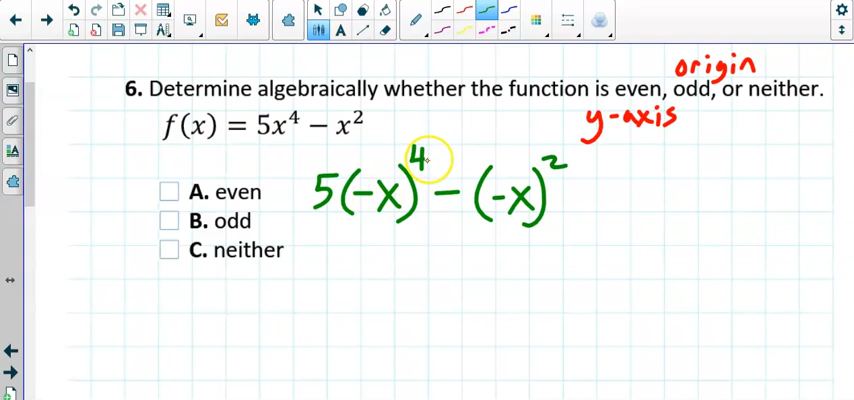 origin
6. Determine algebraically whether the function is even, odd, or neither.
y-axis
f(x) = 5x⁴ − x²
5(-x)⁴ - (-x)²
A. even
B. odd
C. neither